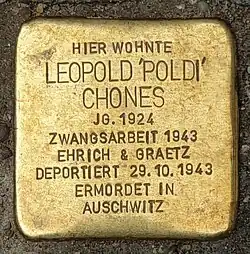 HIER WOHNTE
LEOPOLD 'POLDI'
CHONES
JG. 1924
ZWANGSARBEIT 1943
EHRICH & GRAETZ
DEPORTIERT 29.10.1943
ERMORDET IN
AUSCHWITZ